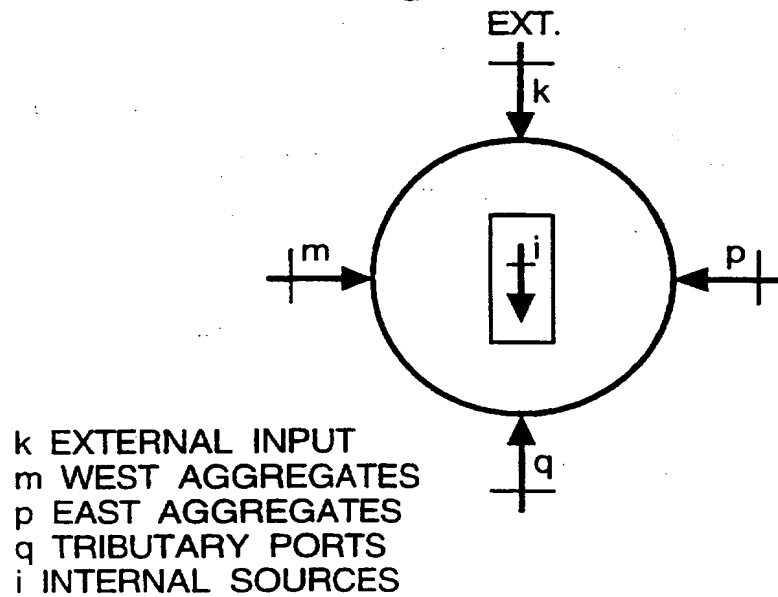 EXT.
k
m
i
p
q
k EXTERNAL INPUT
m WEST AGGREGATES
p EAST AGGREGATES
q TRIBUTARY PORTS
i INTERNAL SOURCES